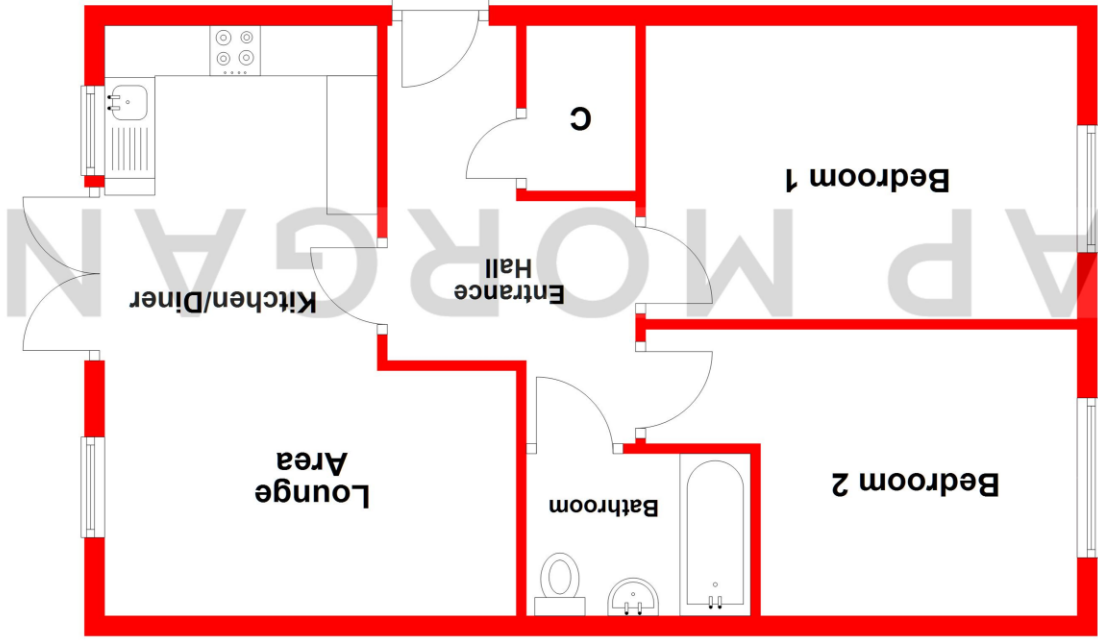 Bedroom 2
Bathroom
Lounge
Area
Kitchen/Diner
Entrance
Hall
AP MORGAN
Bedroom 1
C